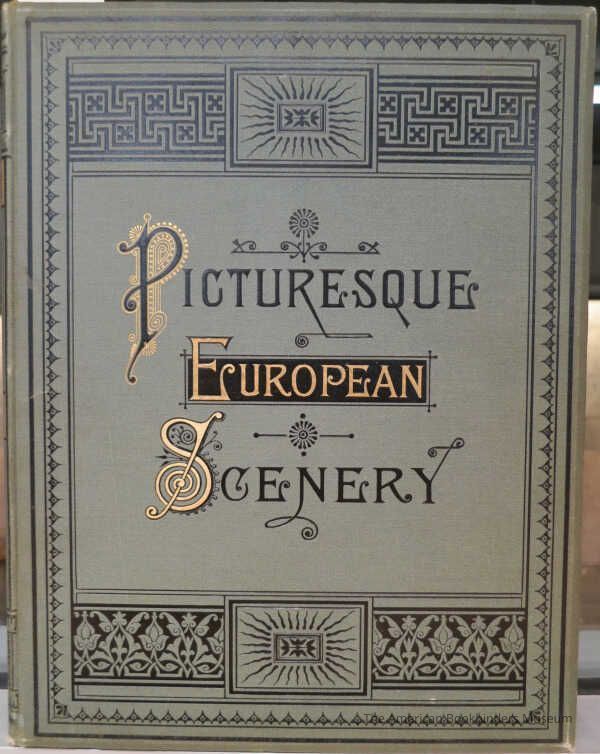 PICTURESQUE
EUROPEAN
SCENERY
The American Bookbinders Museum